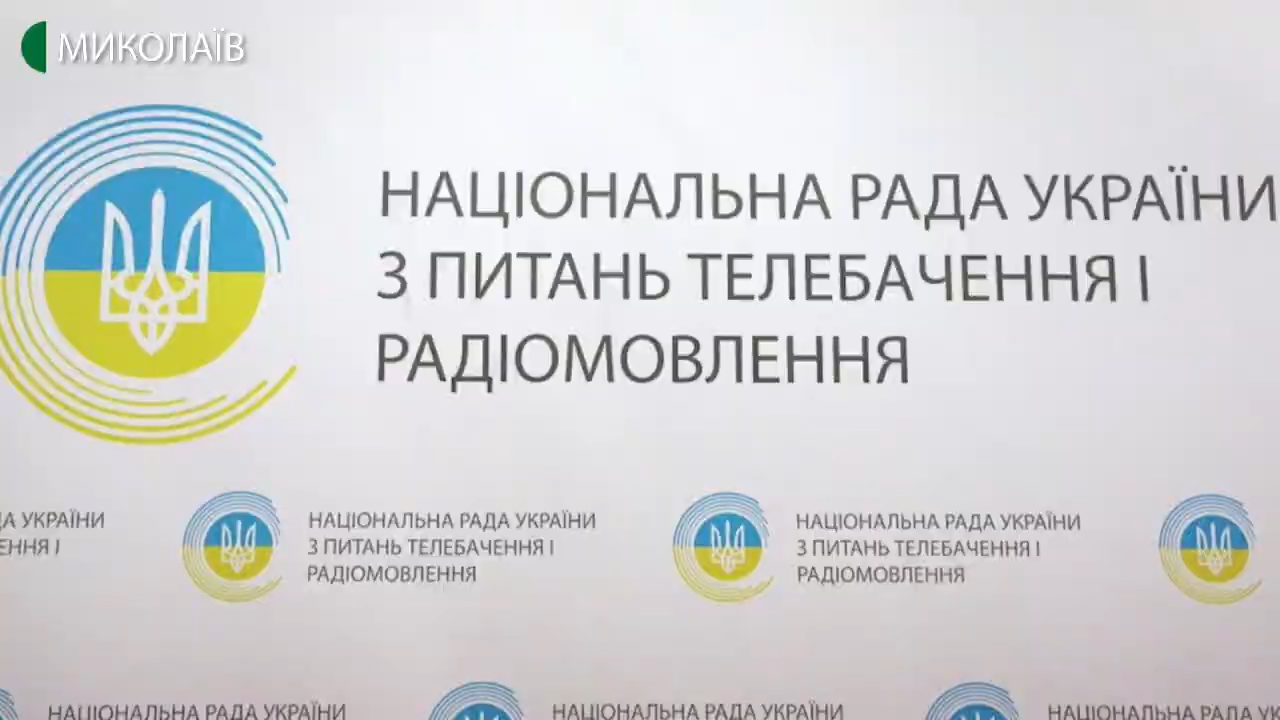 МИКОЛАЇВ
НАЦІОНАЛЬНА РАДА УКРАЇНИ
З ПИТАНЬ ТЕЛЕБАЧЕННЯ І
РАДІОМОВЛЕННЯ
УКРАЇНИ
НАЦІОНАЛЬНА РАДА УКРАЇНИ
З ПИТАНЬ ТЕЛЕБАЧЕННЯ І
РАДІОМОВЛЕННЯ
НАЦІОНАЛЬНА РАДА УКРАЇНИ
З ПИТАНЬ ТЕЛЕБАЧЕННЯ І
РАДІОМОВЛЕННЯ
НАЦІОНАЛЬНА РАДА УКРАЇНИ
НАЦІОНАЛЬНА РАДА УКРАЇНИ
НАЦІОНАЛЬНА РАДА УК